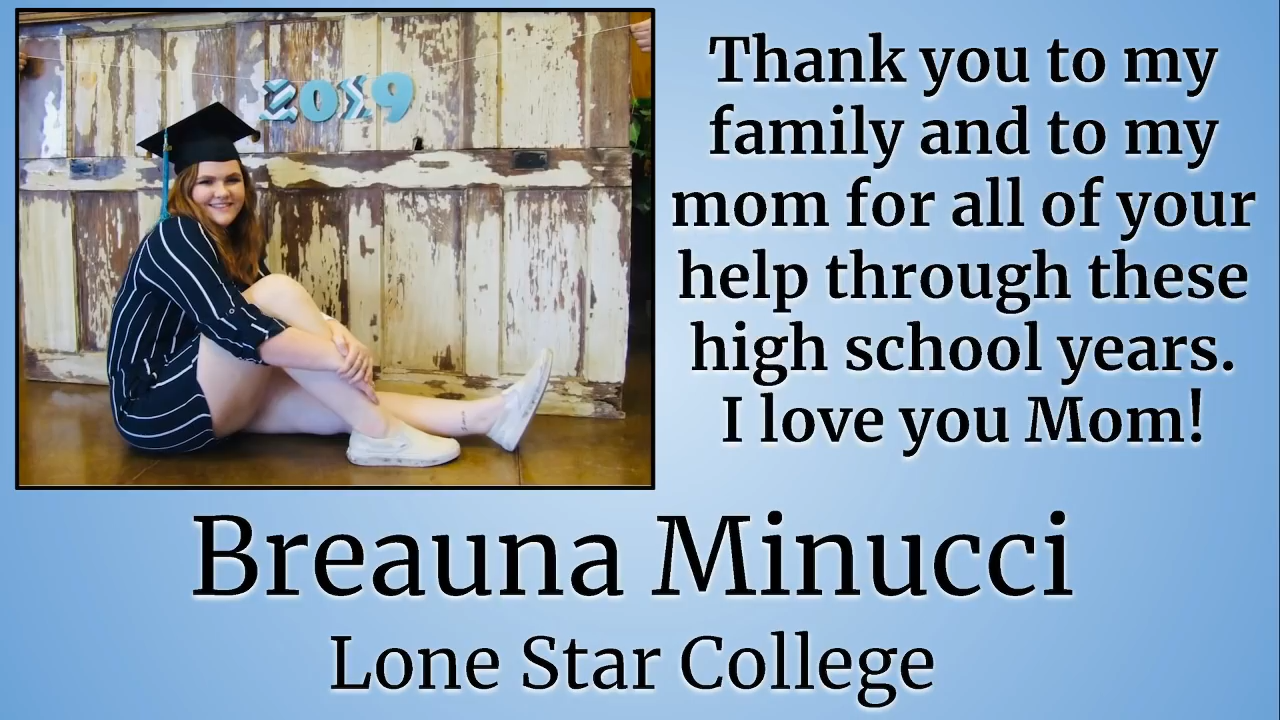 2019
Thank you to my
family and to my
mom for all of your
help through these
high school years.
I love you Mom!
Breauna Minucci
Lone Star College